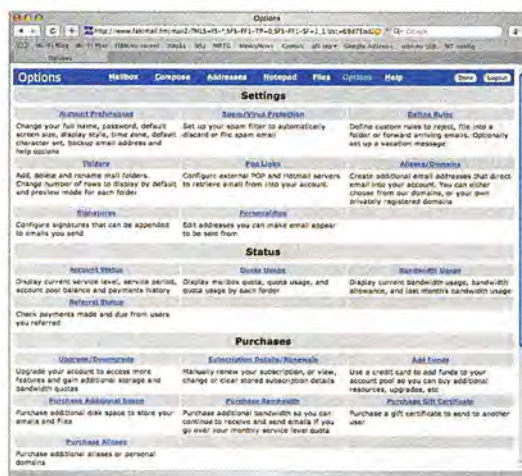 Options
Options Mailbox Compose Addresses Notepad Files Options Help Done Logout
Settings
Account Preferences
Change your full name, password, default
screen size, display style, time zone, default
character set, backup email address and
help options
Spam/Virus Protection
Set up your spam filter to automatically
discard or file spam email
Define Rules
Define custom rules to reject, file into a
folder or forward arriving emails. Optionally
set up a vacation message
Folders
Add, delete and rename mail folders.
Change number of rows to display by default
and preview mode for each folder
Pop Links
Configure external POP and Hotmail servers
to retrieve email from into your account.
Aliases/Domains
Create additional email addresses that direct
email into your account. You can either
choose from our domains, or your own
privately registered domains
Signatures
Configure signatures that can be appended
to emails you send
Personalities
Edit addresses you can make email appear
to be sent from
Status
Account Status
Display current service level, service period,
account pool balance and payments history
Quota Usage
Display mailbox quota, quota usage, and
quota usage by each folder
Bandwidth Usage
Display current bandwidth usage, bandwidth
allowance, and last month's bandwidth usage
Referral Status
Check payments made and due from users
you referred
Purchases
Upgrade/Downgrade
Upgrade your account to access more
features and gain additional storage and
bandwidth quotas
Subscription Details/Renewals
Manually renew your subscription, or view,
change or clear stored subscription details
Add Funds
Use a credit card to add funds to your
account pool so you can buy additional
resources, upgrades, etc
Purchase Additional Space
Purchase additional disk space to store your
emails and files
Purchase Bandwidth
Purchase additional bandwidth so you can
continue to receive and send emails if you
go over your monthly service level quota
Purchase Gift Certificate
Purchase a gift certificate to send to another
user
Purchase Aliases
Purchase additional aliases or personal
domains